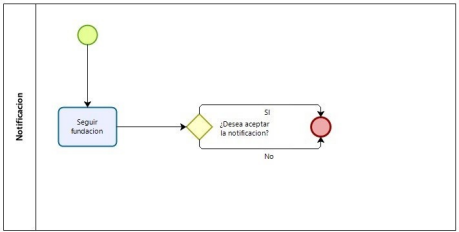 Notificacion
Seguir
fundacion
SI
¿Desea aceptar
la notificacion?
No